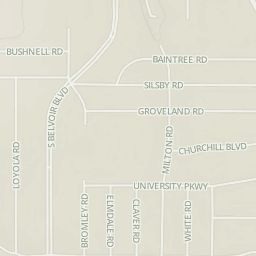 BUSHNELL RD
BAINTREE RD
SILSBY RD
S BELVOIR BLVD
GROVELAND RD
MILTON RD
CHURCHILL BLVD
LOYOLA RD
UNIVERSITY PKWY
BROMLEY RD
ELMDALE RD
CLAVER RD
WHITE RD